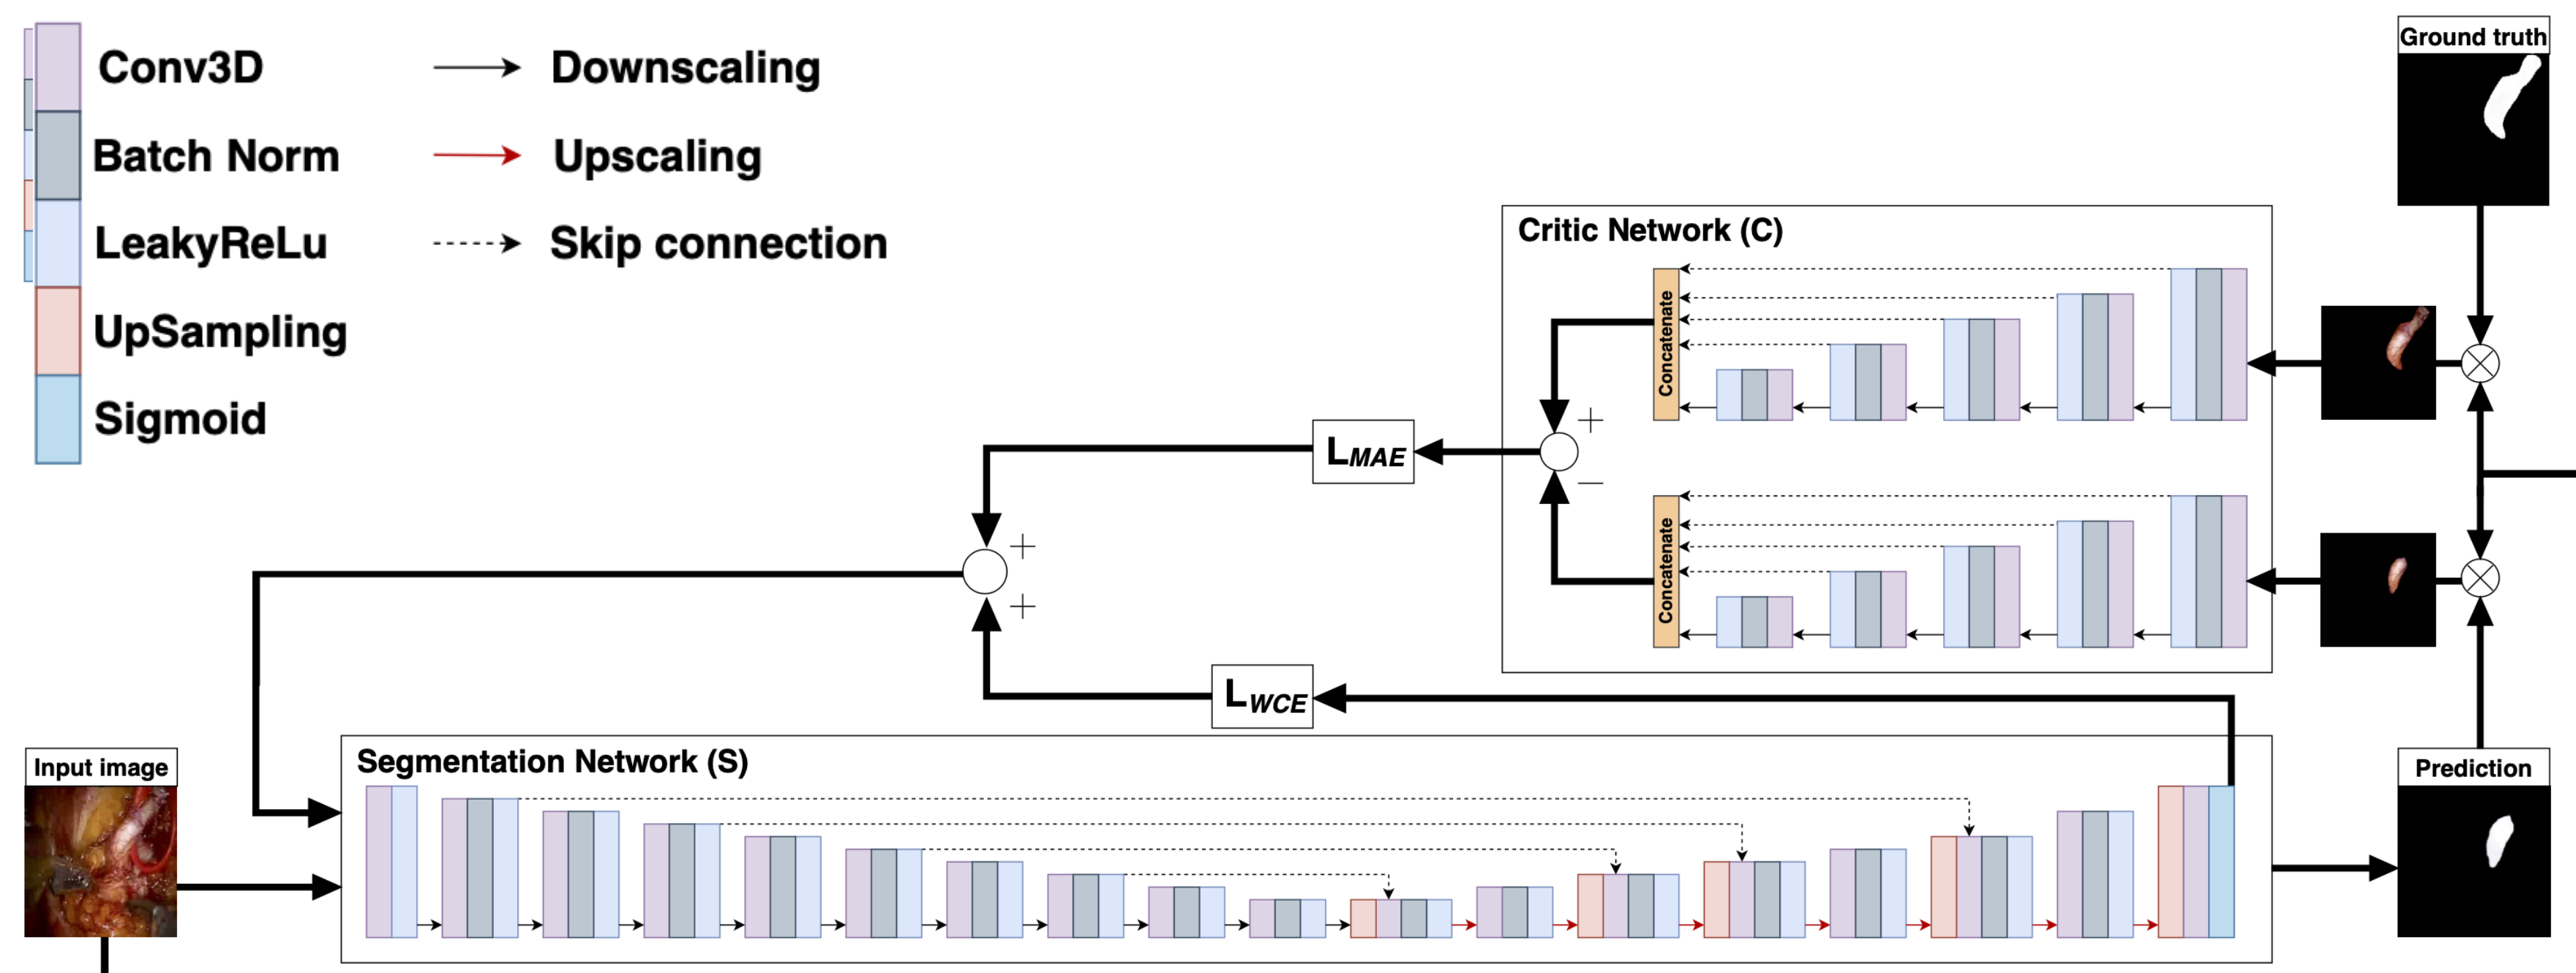 Conv3D
Batch Norm
LeakyReLu
UpSampling
Sigmoid
Downscaling
Upscaling
Skip connection
Ground truth
Critic Network (C)
Concatenate
+
−
Concatenate
LMAE
+
+
LWCE
Segmentation Network (S)
Input image
Prediction